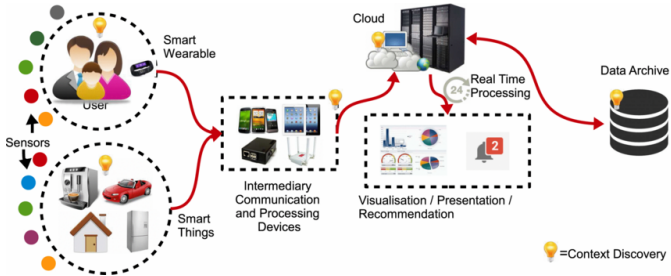 Cloud
Smart
Wearable
User
Real Time
Processing
24
Data Archive
Sensors
2
Smart
Things
Intermediary
Communication
and Processing
Devices
Visualisation / Presentation /
Recommendation
=Context Discovery